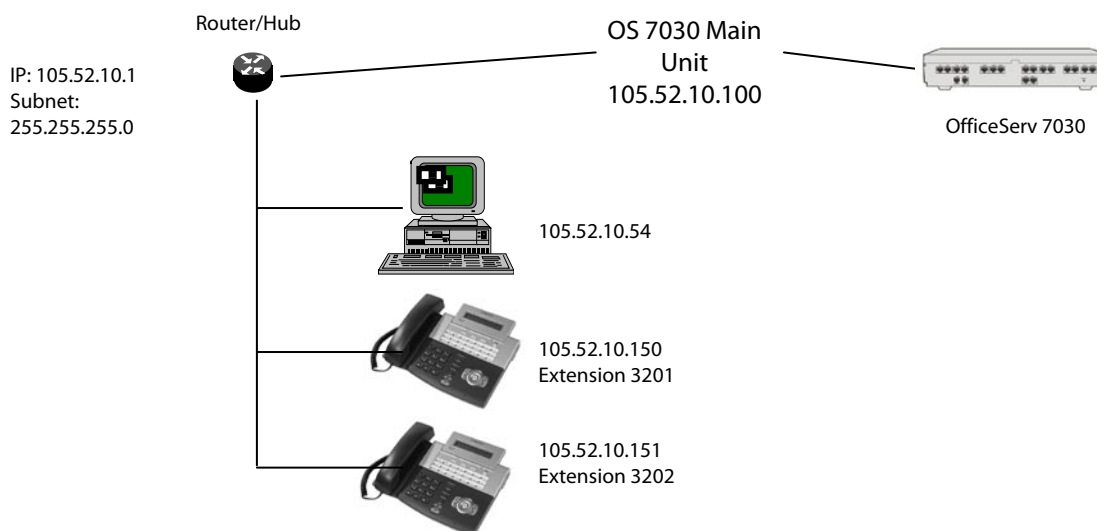 Router/Hub
IP: 105.52.10.1
Subnet:
255.255.255.0
OS 7030 Main
Unit
105.52.10.100
OfficeServ 7030
105.52.10.54
105.52.10.150
Extension 3201
105.52.10.151
Extension 3202